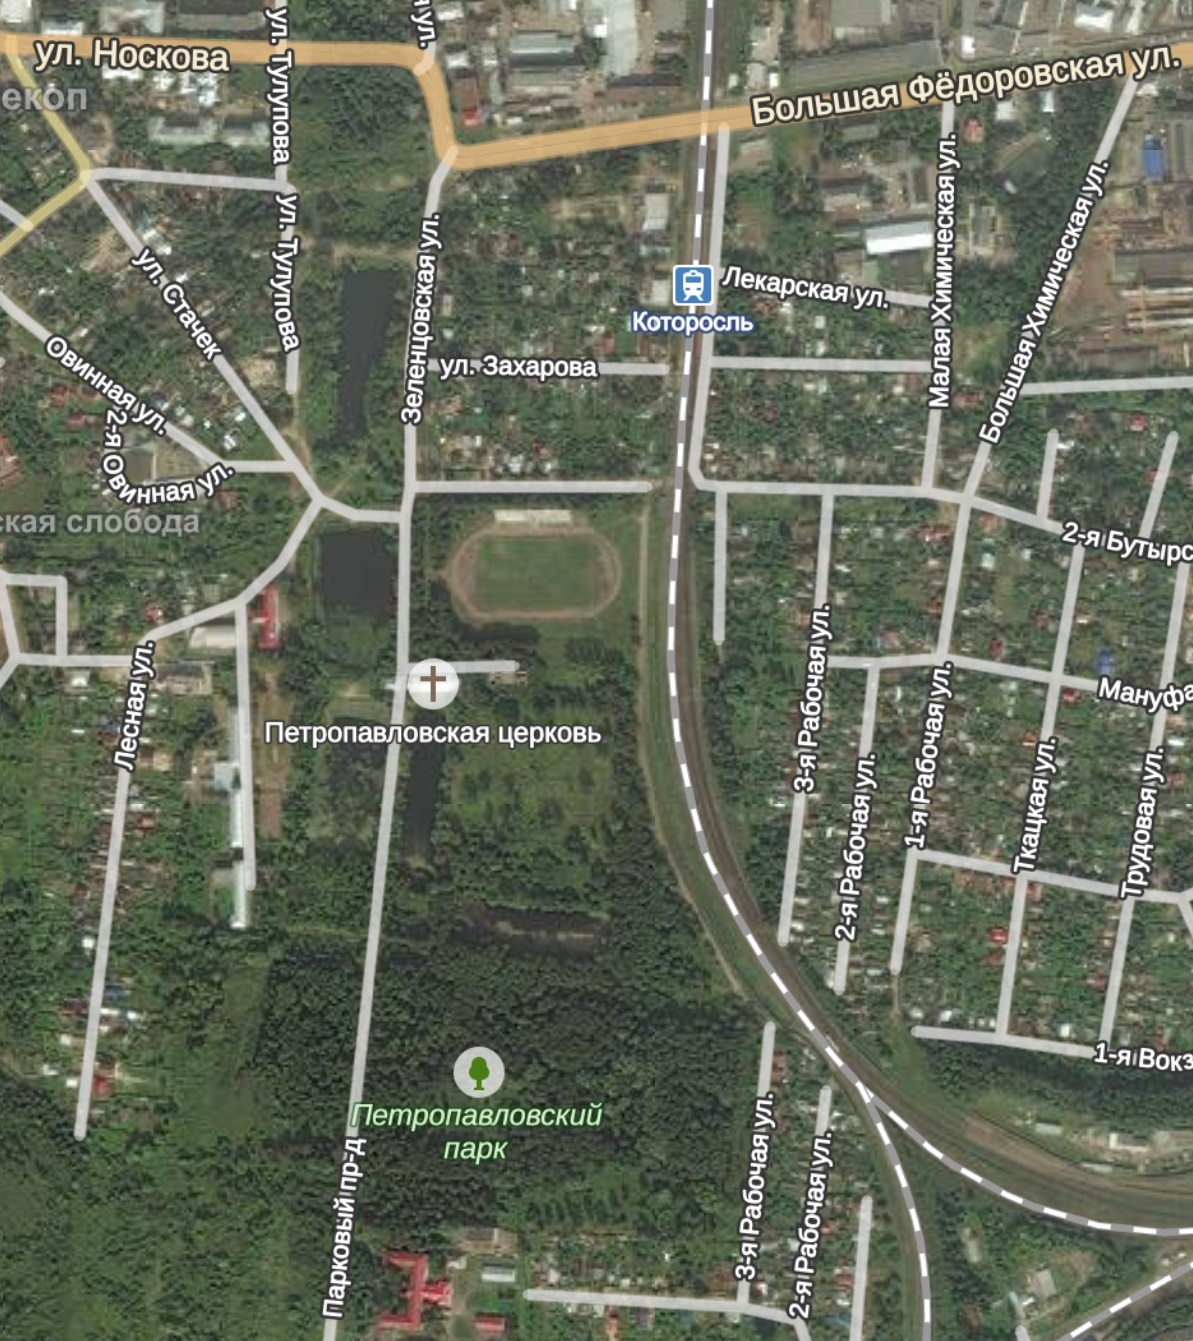 ул. Носкова
ул. Тулупова
Большая Фёдоровская ул.
ул. Тулупова
ул. Стачек
Зеленцовская ул.
Лекарская ул.
Малая Химическая ул.
Большая Химическая ул.
Которосль
ул. Захарова
Овинная ул.
2-я Овинная ул.
ская слобода
2-я Бутырс
Лесная ул.
3-я Рабочая ул.
Мануфа
Петропавловская церковь
2-я Рабочая ул.
1-я Рабочая ул.
Ткацкая ул.
Трудовая ул.
1-я Вокз
Петропавловский
парк
Парковый пр-д
3-я Рабочая ул.
2-я Рабочая ул.